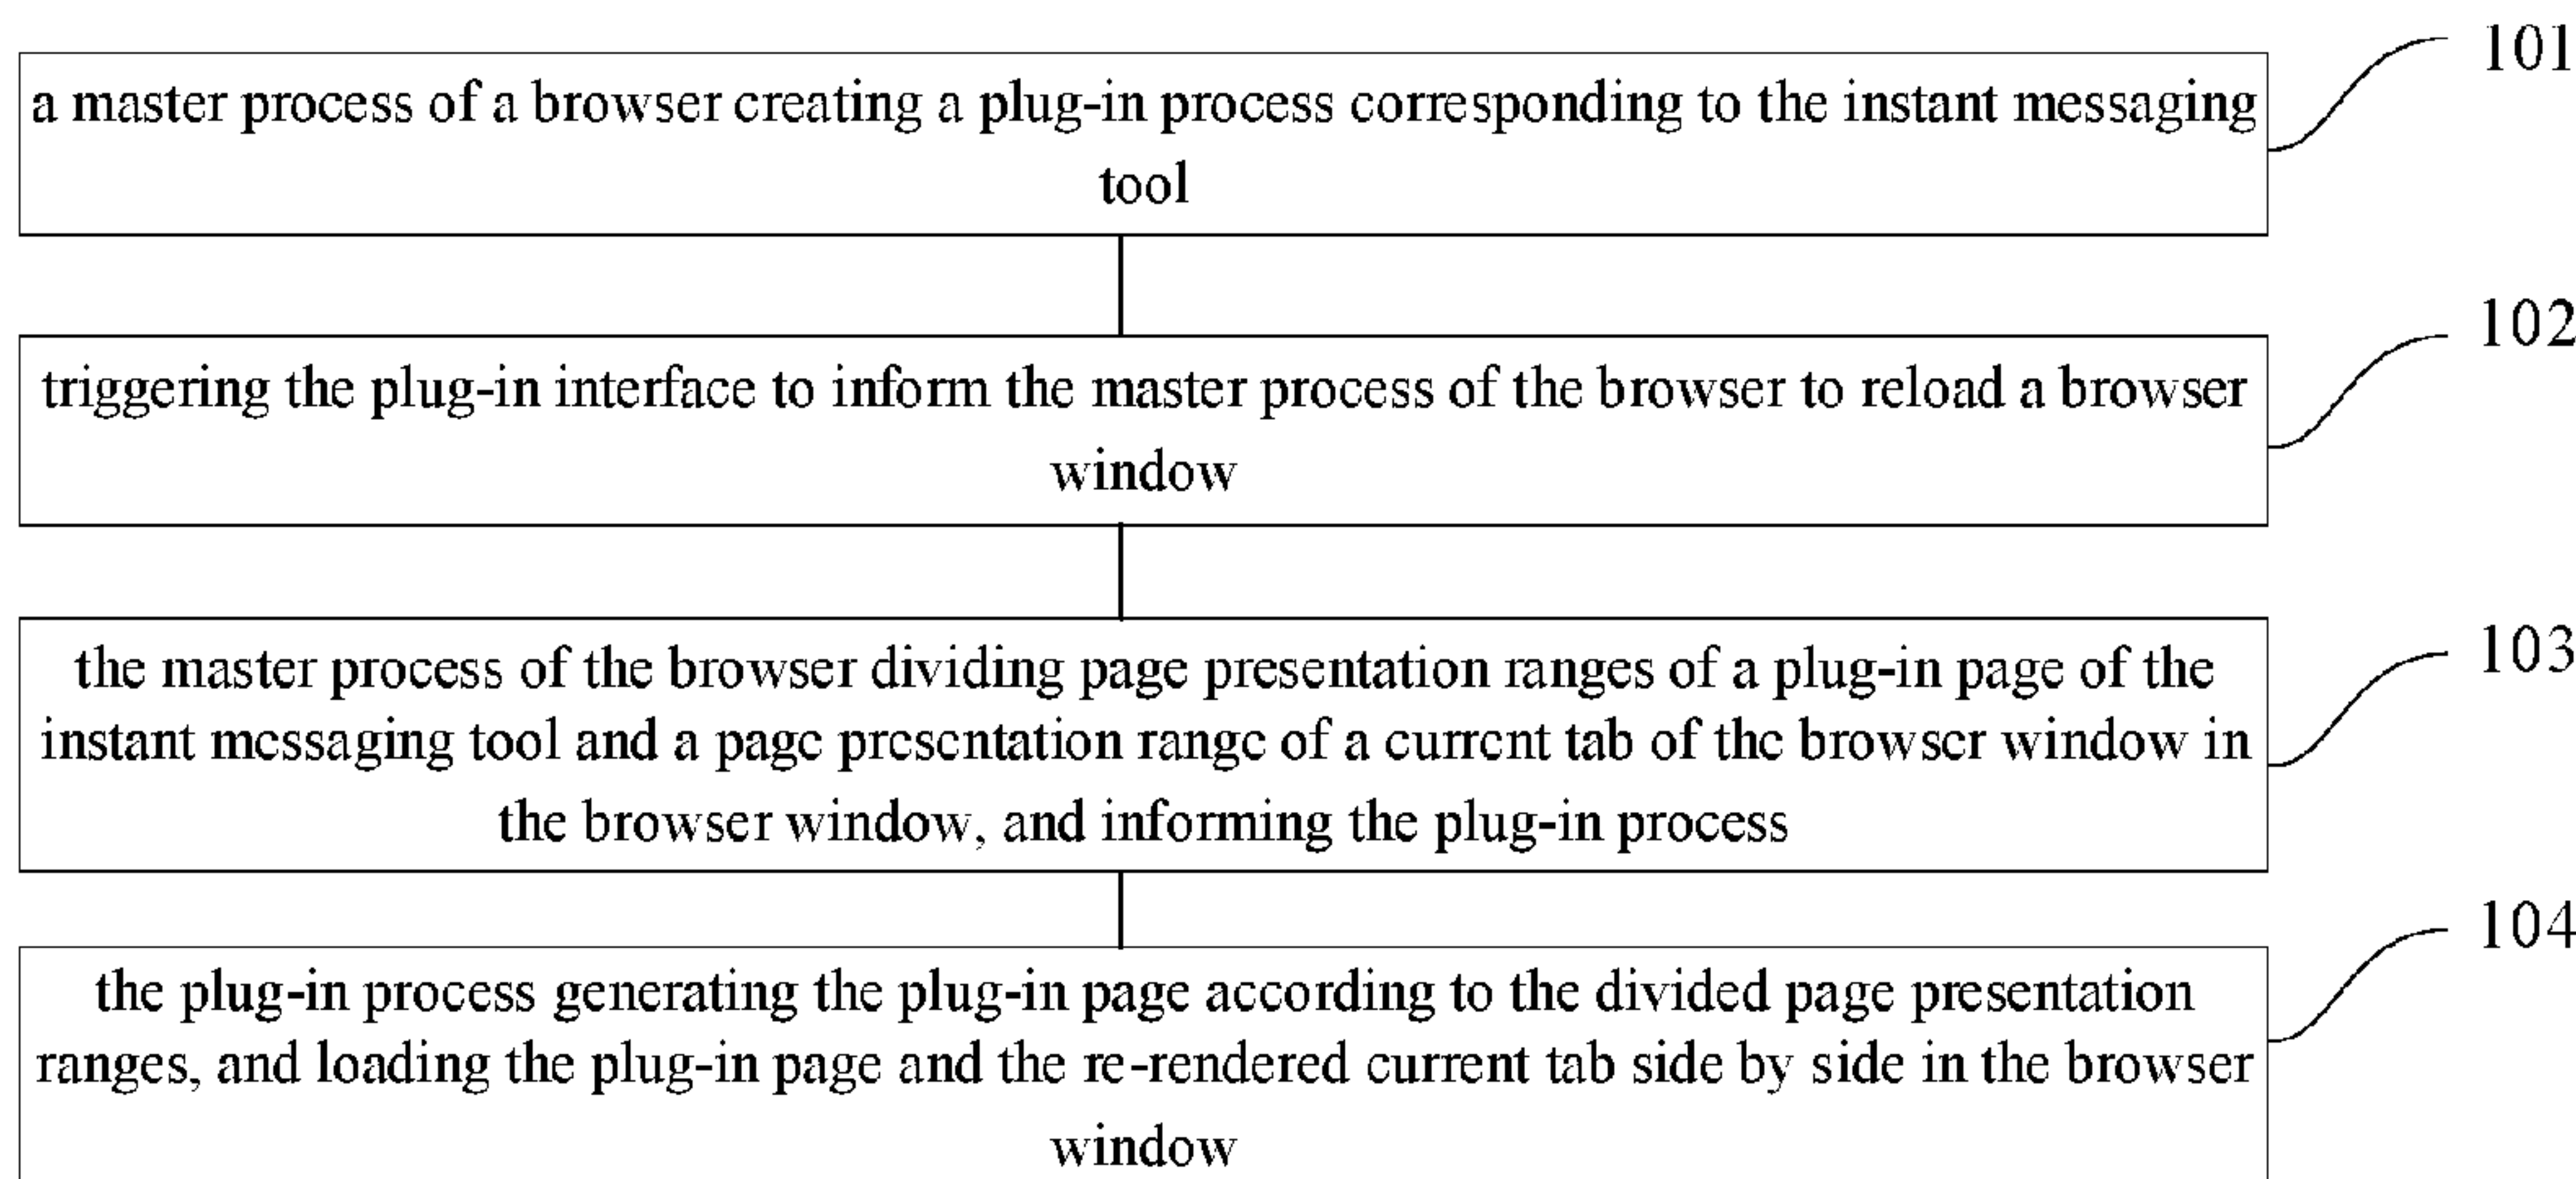 101
a master process of a browser creating a plug-in process corresponding to the instant messaging
tool
102
triggering the plug-in interface to inform the master process of the browser to reload a browser
window
103
the master process of the browser dividing page presentation ranges of a plug-in page of the
instant messaging tool and a page presentation range of a current tab of the browser window in
the browser window, and informing the plug-in process
104
the plug-in process generating the plug-in page according to the divided page presentation
ranges, and loading the plug-in page and the re-rendered current tab side by side in the browser
window